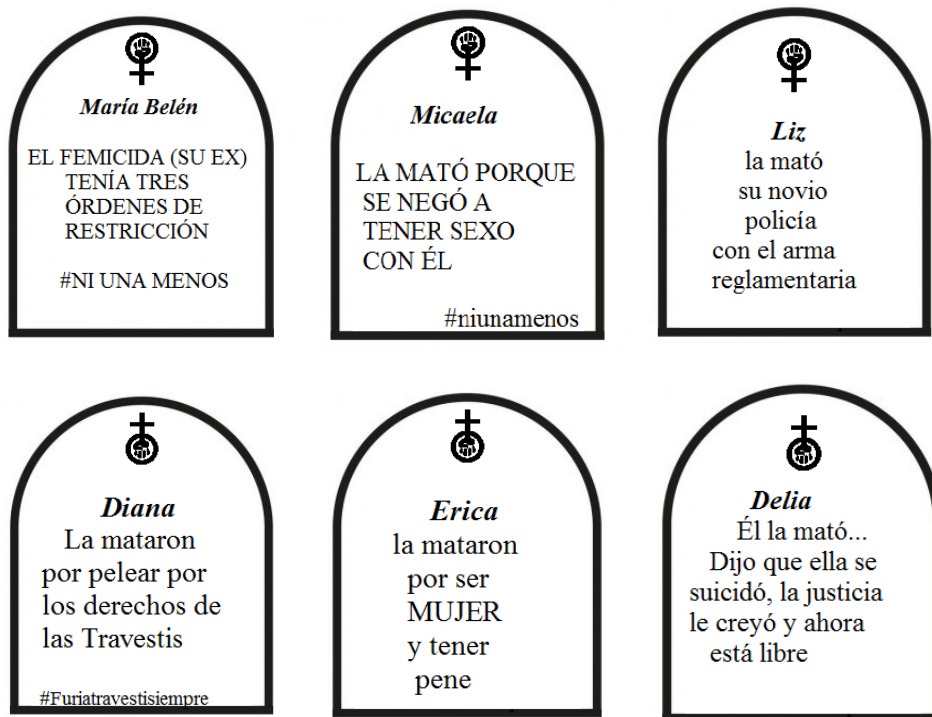 María Belén
EL FEMICIDA (SU EX)
TENÍA TRES
ÓRDENES DE
RESTRICCIÓN
#NI UNA MENOS
Micaela
LA MATÓ PORQUE
SE NEGÓ A
TENER SEXO
CON ÉL
#niunamenos
Liz
la mató
su novio
policía
con el arma
reglamentaria
Diana
La mataron
por pelear por
los derechos de
las Travestis
#Furiatravestisiempre
Erica
la mataron
por ser
MUJER
y tener
pene
Delia
Él la mató...
Dijo que ella se
suicidó, la justicia
le creyó y ahora
está libre